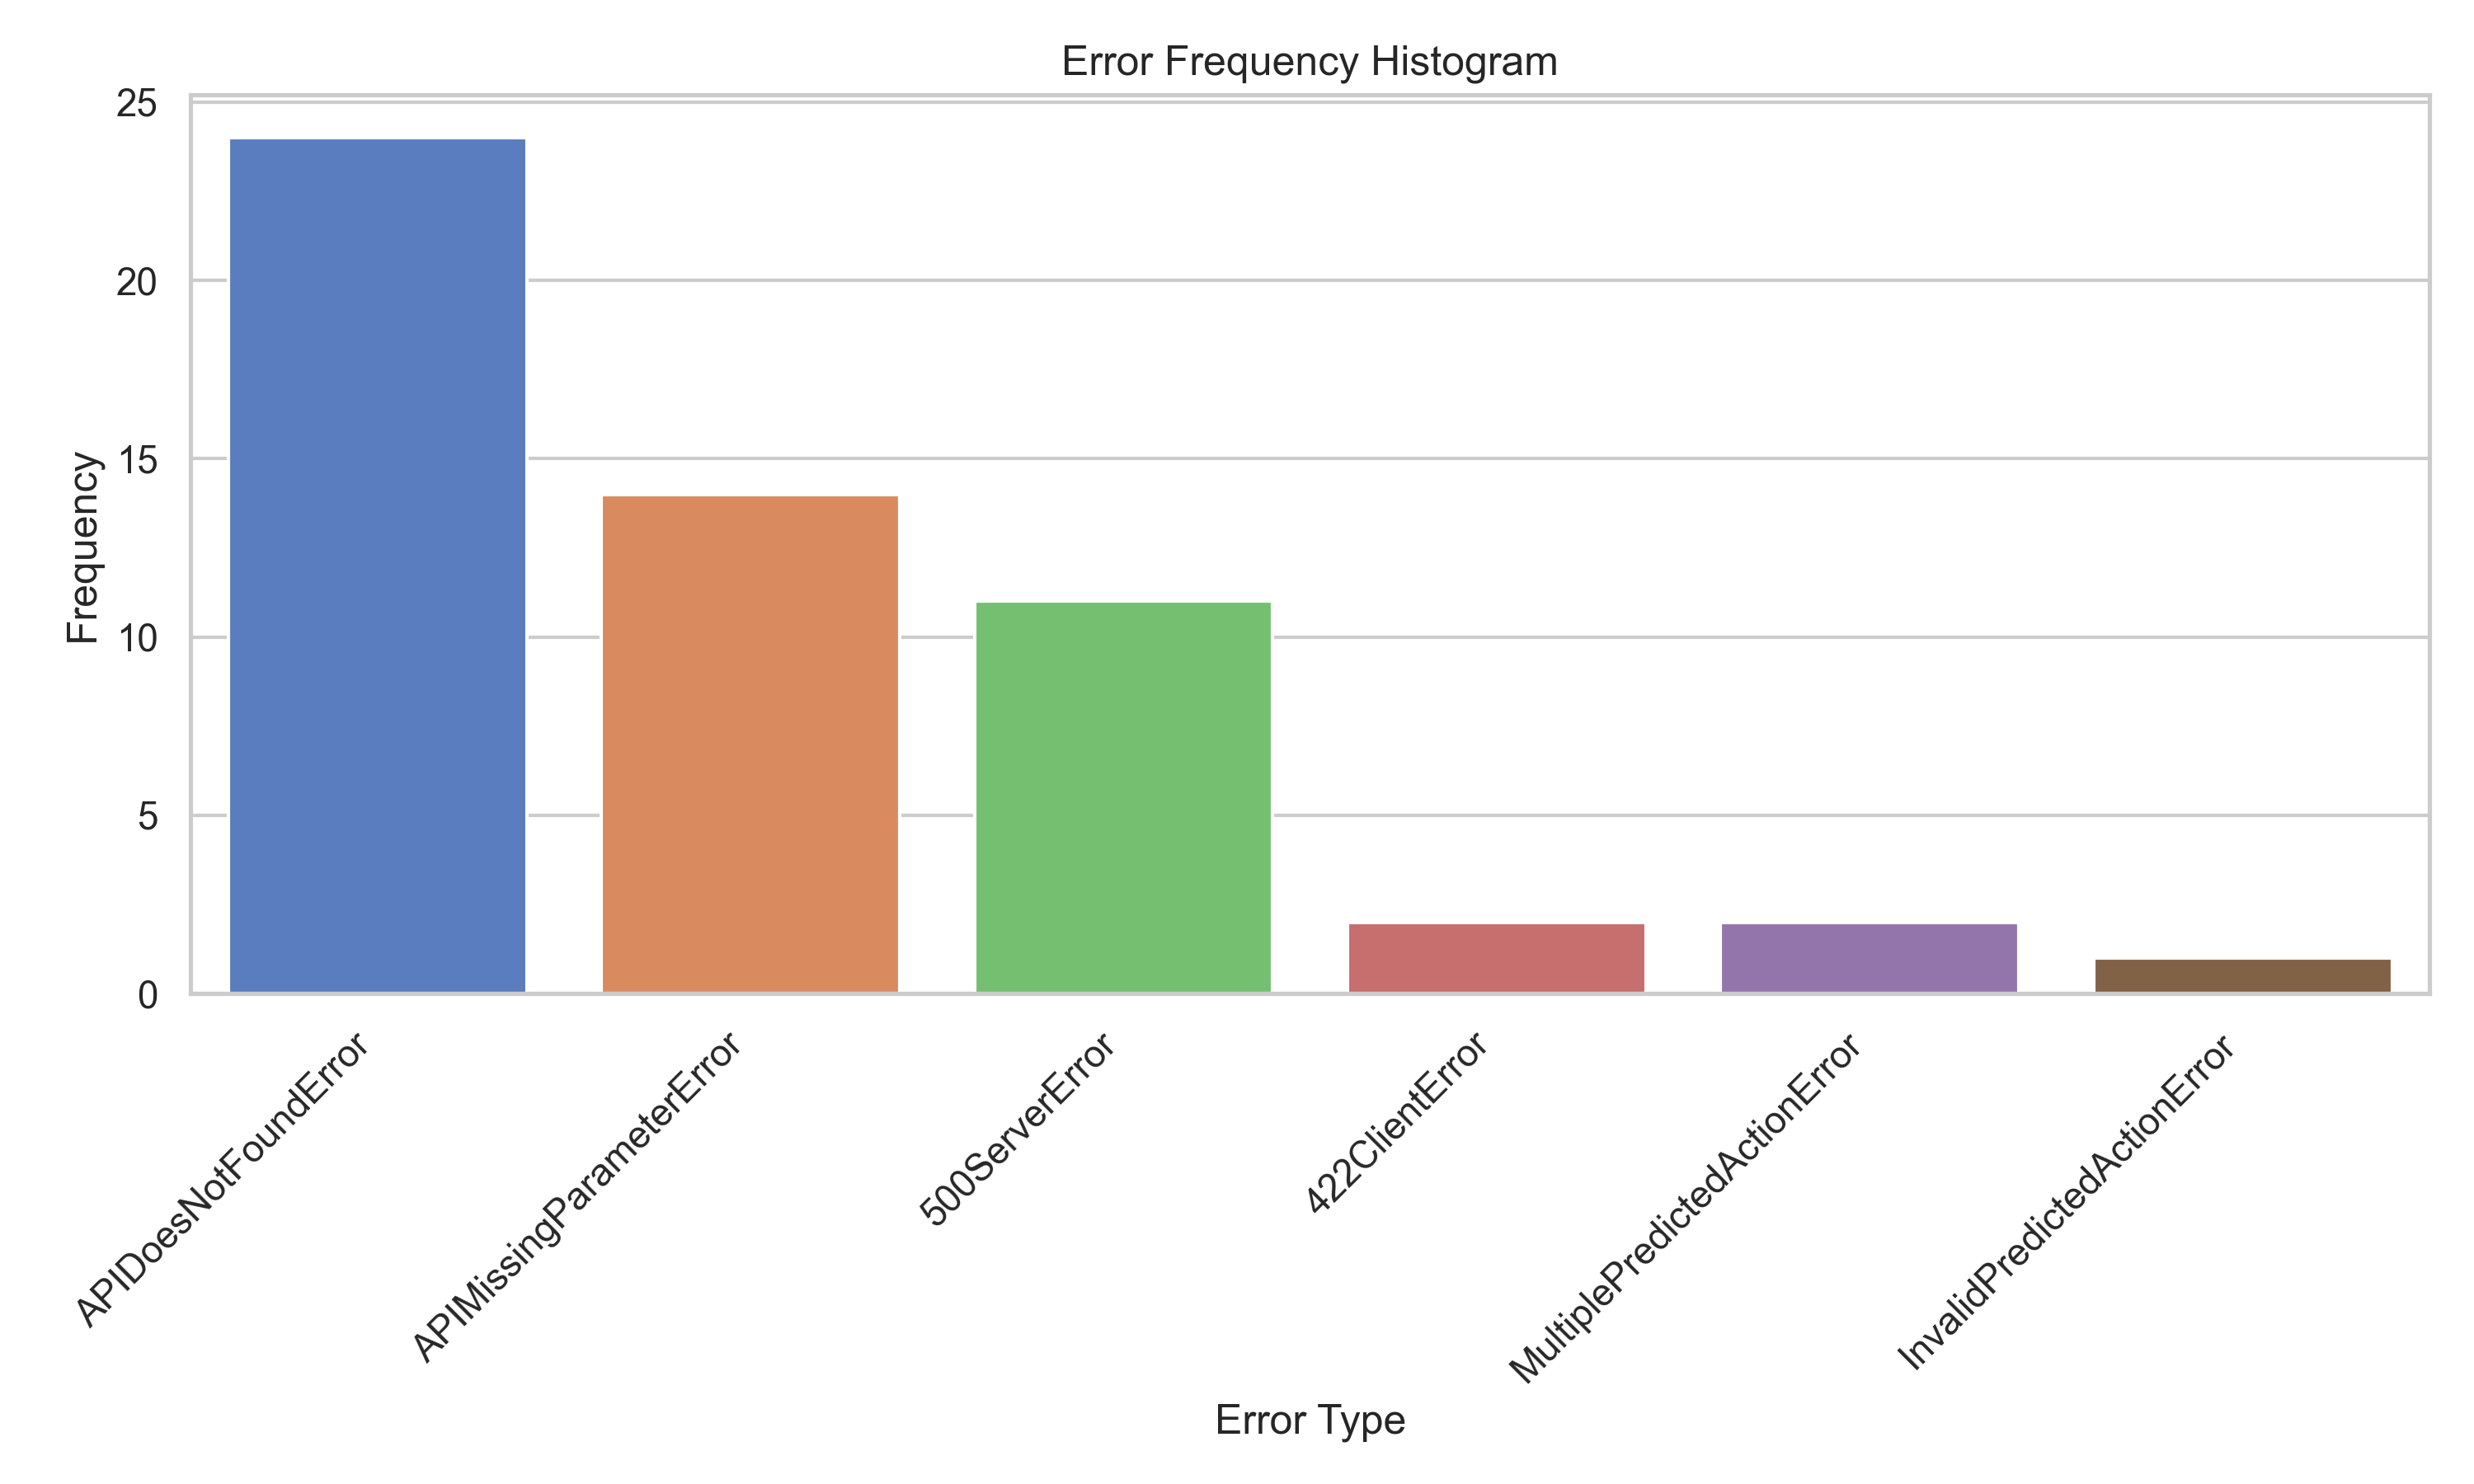 Error Frequency Histogram
25
20
15
10
5
0
Frequency
APIDoesNotFoundError
APIMissingParameterError
500ServerError
422ClientError
MultiplePredictedActionError
InvalidPredictedActionError
Error Type